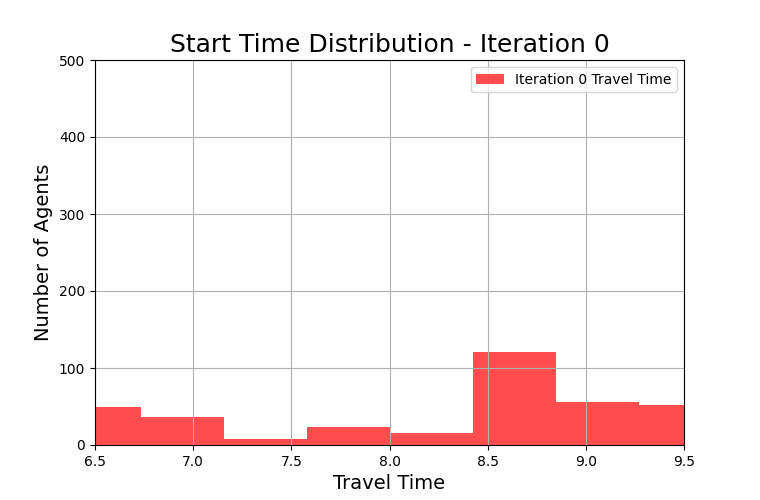 Start Time Distribution - Iteration 0
500
Iteration 0 Travel Time
400
300
200
100
0
Number of Agents
6.5 7.0 7.5 8.0 8.5 9.0 9.5
Travel Time